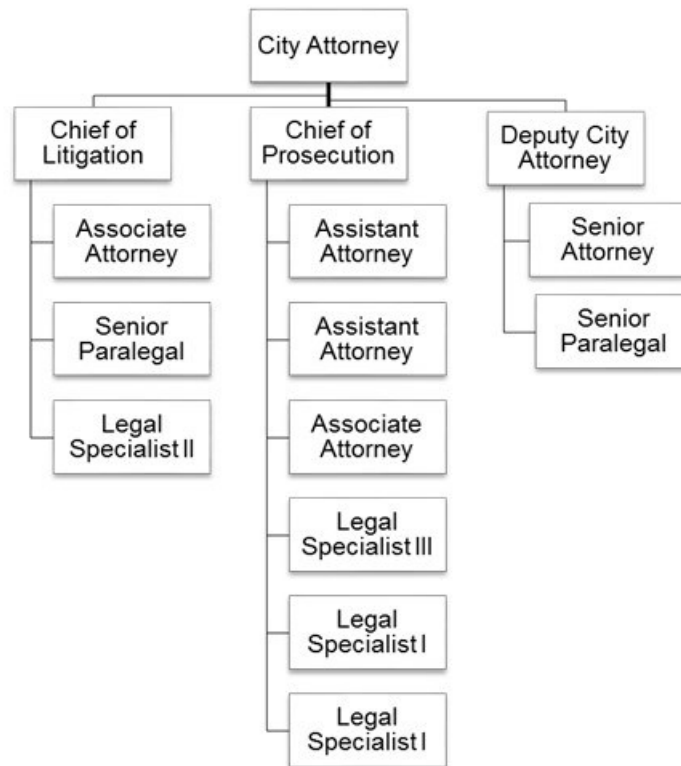 City Attorney
Chief of
Litigation
Chief of
Prosecution
Deputy City
Attorney
Associate
Attorney
Senior
Paralegal
Legal
Specialist II
Assistant
Attorney
Assistant
Attorney
Associate
Attorney
Legal
Specialist III
Legal
Specialist I
Legal
Specialist I
Senior
Attorney
Senior
Paralegal